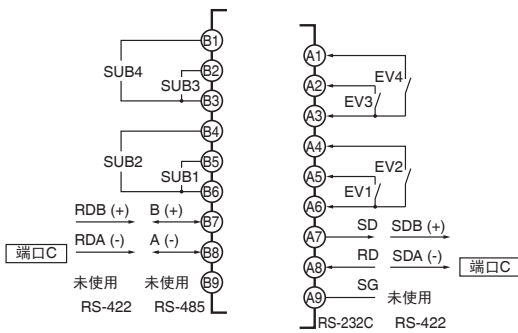 B1
B2
SUB4
SUB3
B3
B4
SUB2
B5
SUB1
B6
RDB (+) B (+) B7
端口C RDA (-) A (-) B8
未使用 未使用 B9
RS-422 RS-485
A1
A2 EV4
EV3
A3
A4
A5 EV2
EV1
A6
A7 SD SDB (+)
A8 RD SDA (-) 端口C
A9 SG 未使用
RS-232C RS-422